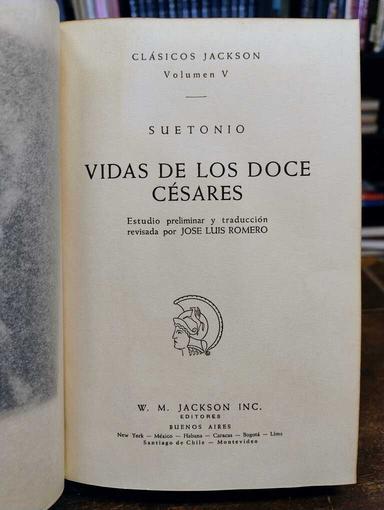 CLÁSICOS JACKSON
Volumen V
SUETONIO
VIDAS DE LOS DOCE
CÉSARES
Estudio preliminar y traducción
revisada por JOSE LUIS ROMERO
W. M. JACKSON INC.
EDITORES
BUENOS AIRES
New York — México — Habana — Caracas — Bogotá — Lima
Santiago de Chile — Montevideo